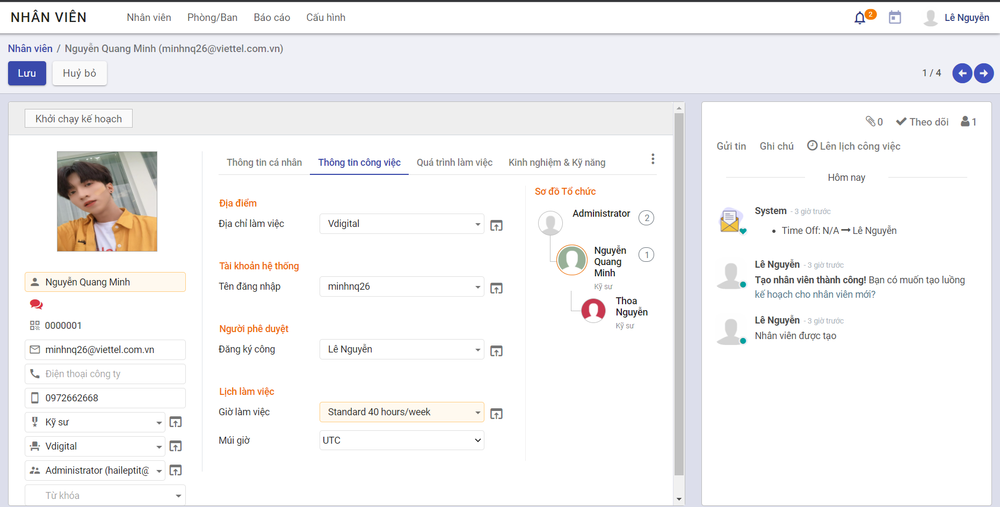 NHÂN VIÊN
Nhân viên Phòng/Ban Báo cáo Cấu hình
2
Lê Nguyễn
Nhân viên / Nguyễn Quang Minh (minhnq26@viettel.com.vn)
Lưu Huỷ bỏ
1 / 4
Khởi chạy kế hoạch
Nguyễn Quang Minh
0000001
minhnq26@viettel.com.vn
Điện thoại công ty
0972662668
Kỹ sư
Vdigital
Administrator (haileptit@
Từ khóa
Thông tin cá nhân Thông tin công việc Quá trình làm việc Kinh nghiệm & Kỹ năng
Địa điểm
Địa chỉ làm việc Vdigital
Tài khoản hệ thống
Tên đăng nhập minhnq26
Người phê duyệt
Đăng ký công Lê Nguyễn
Lịch làm việc
Giờ làm việc Standard 40 hours/week
Múi giờ UTC
Sơ đồ Tổ chức
Administrator 2
Nguyễn 1
Quang
Minh
Kỹ sư
Thoa
Nguyễn
Kỹ sư
0 Theo dõi 1
Gửi tin Ghi chú Lên lịch công việc
Hôm nay
System - 3 giờ trước
• Time Off: N/A → Lê Nguyễn
Lê Nguyễn - 3 giờ trước
Tạo nhân viên thành công! Bạn có muốn tạo luồng
kế hoạch cho nhân viên mới?
Lê Nguyễn - 3 giờ trước
Nhân viên được tạo